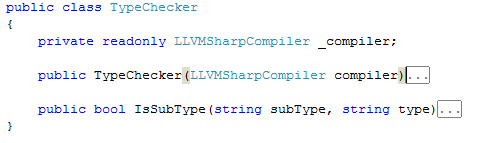 public class TypeChecker
{
    private readonly LLVMSharpCompiler _compiler;
    public TypeChecker(LLVMSharpCompiler compiler)...
    public bool IsSubType(string subType, string type)...
}